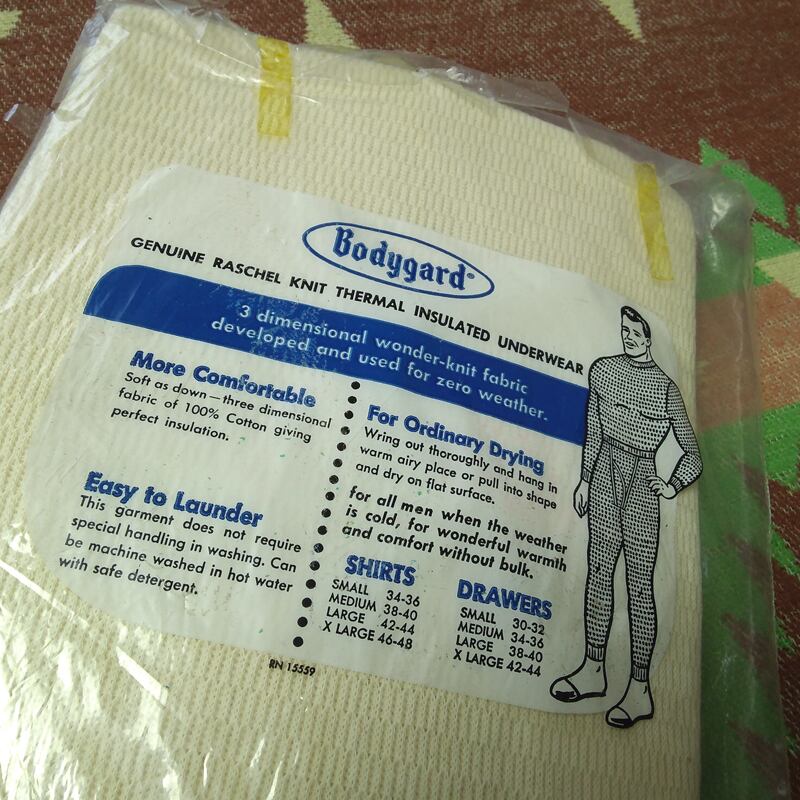 Bodygard®
GENUINE RASCHEL KNIT THERMAL INSULATED UNDERWEAR
3 dimensional wonder-knit fabric
developed and used for zero weather.
More Comfortable
Soft as down—three dimensional
fabric of 100% Cotton giving
perfect insulation.
Easy to Launder
This garment does not require
special handling in washing. Can
be machine washed in hot water
with safe detergent.
For Ordinary Drying
Wring out thoroughly and hang in
warm airy place or pull into shape
and dry on flat surface.
for all men when the weather
is cold, for wonderful warmth
and comfort without bulk.
SHIRTS
SMALL 34-36
MEDIUM 38-40
LARGE 42-44
X LARGE 46-48
DRAWERS
SMALL 30-32
MEDIUM 34-36
LARGE 38-40
X LARGE 42-44
RN 15559